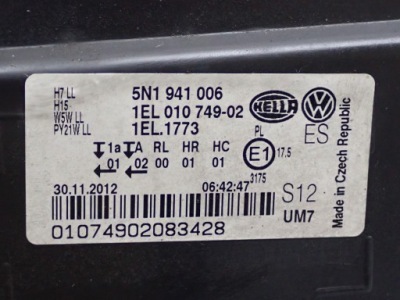 H7 LL
H15
W5W LL
PY21W LL
5N1 941 006
1EL 010 749-02
1EL.1773
HELLA
VW
PL
ES
1a A RL HR HC
01 02 00 01 01
E1 17.5
3175
30.11.2012 06:42:47
S12
UM7
01074902083428
Made in Czech Republic